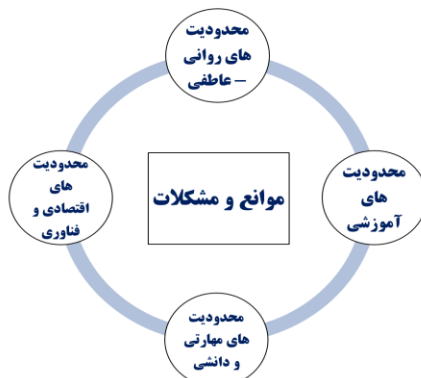 محدودیت
های روانی
– عاطفی
محدودیت
های
آموزشی
موانع و مشکلات
محدودیت
های
اقتصادی و
فناوری
محدودیت
های مهارتی
و دانشی